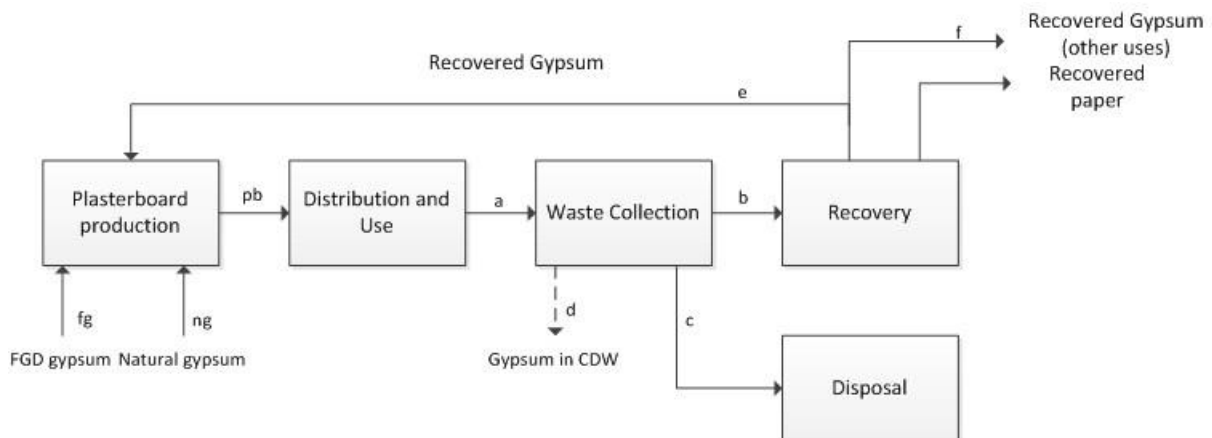 f
Recovered Gypsum
(other uses)
Recovered
paper
Recovered Gypsum
e
Plasterboard
production
pb
Distribution and
Use
a
Waste Collection
b
Recovery
fg
ng
d
c
FGD gypsum
Natural gypsum
Gypsum in CDW
Disposal